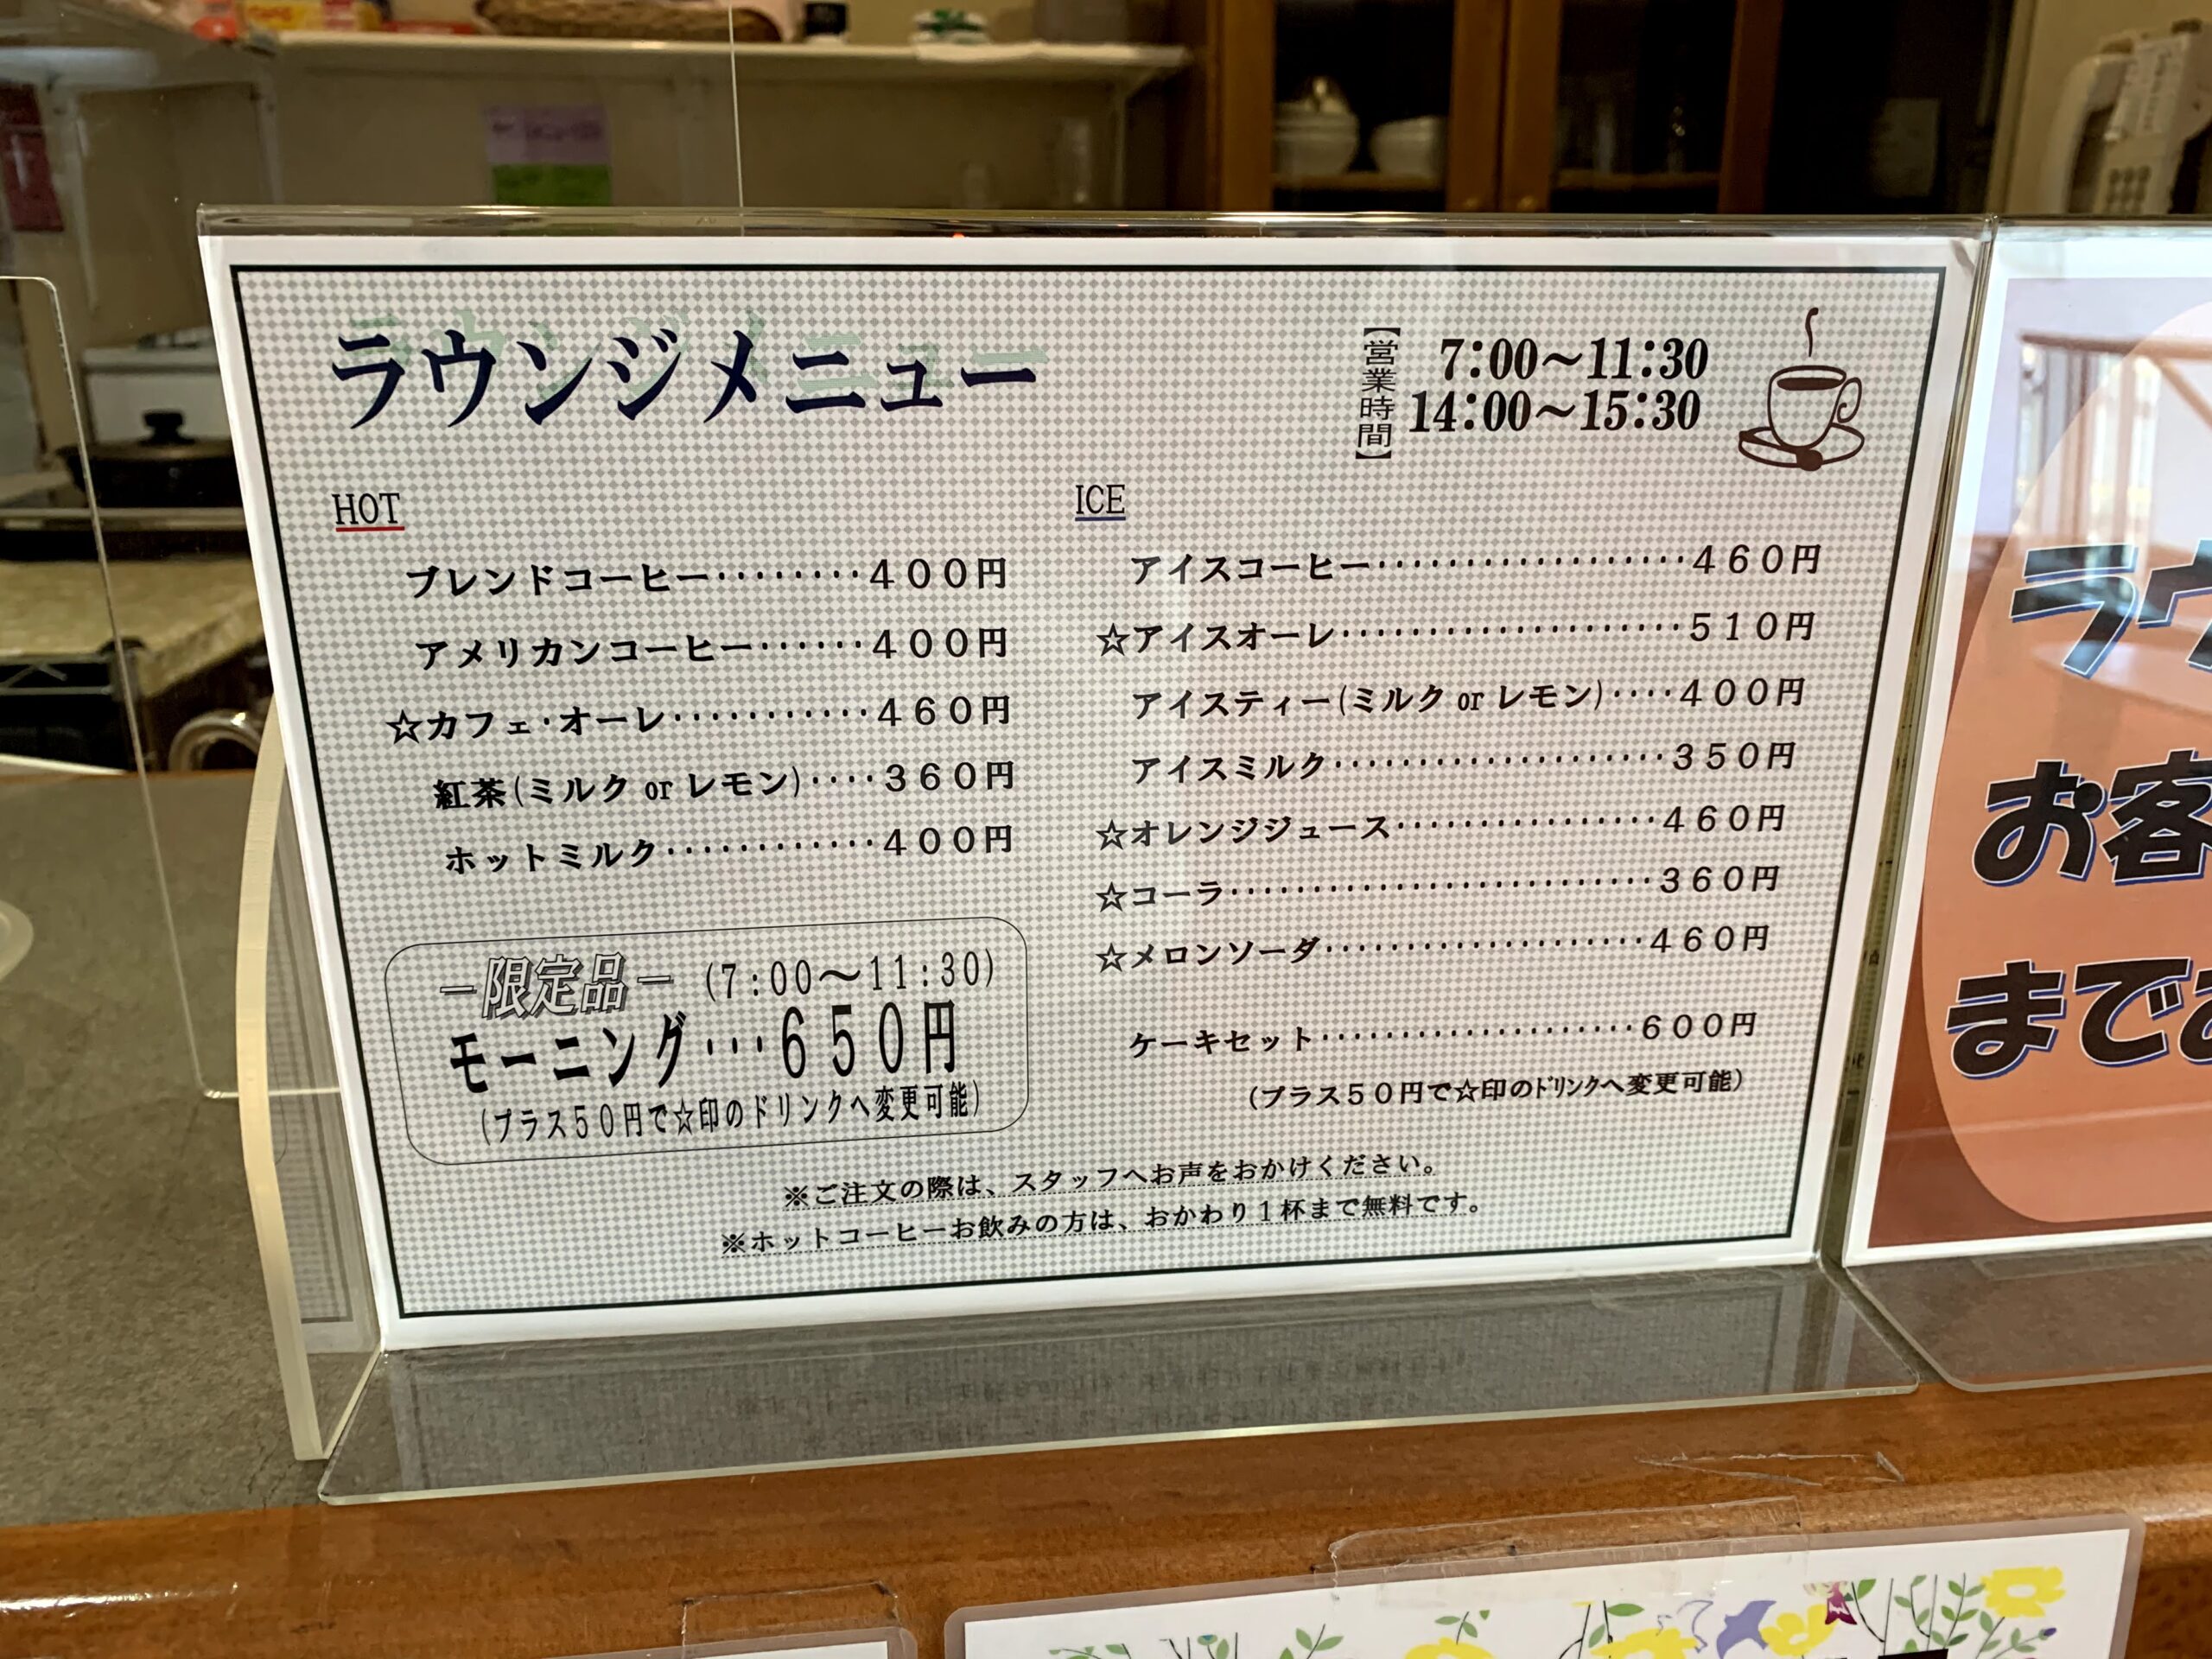 ラウンジメニュー
【営業時間】
7:00～11:30
14:00～15:30
HOT
ブレンドコーヒー········400円
アメリカンコーヒー······400円
☆カフェ・オーレ···········460円
紅茶(ミルク or レモン)····360円
ホットミルク············400円
－限定品－ (7:00～11:30)
モーニング···650円
(プラス50円で☆印のドリンクへ変更可能)
ICE
アイスコーヒー··················460円
☆アイスオーレ····················510円
アイスティー(ミルク or レモン)····400円
アイスミルク···················350円
☆オレンジジュース···············460円
☆コーラ·························360円
☆メロンソーダ···················460円
ケーキセット···················600円
(プラス50円で☆印のドリンクへ変更可能)
※ご注文の際は、スタッフへお声をおかけください。
※ホットコーヒーお飲みの方は、おかわり1杯まで無料です。
ラウ
お客
まで